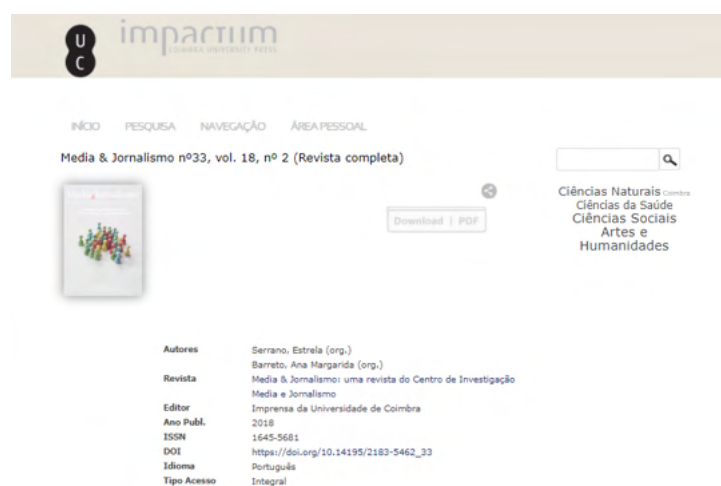 UC
impactum
COIMBRA UNIVERSITY PRESS
INÍCIO PESQUISA NAVEGAÇÃO ÁREA PESSOAL
Media & Jornalismo nº33, vol. 18, nº 2 (Revista completa)
Download | PDF
Ciências Naturais Coimbra
Ciências da Saúde
Ciências Sociais
Artes e
Humanidades
Autores Serrano, Estrela (org.)
Barreto, Ana Margarida (org.)
Revista Media & Jornalismo: uma revista do Centro de Investigação
Media e Jornalismo
Editor Imprensa da Universidade de Coimbra
Ano Publ. 2018
ISSN 1645-5681
DOI https://doi.org/10.14195/2183-5462_33
Idioma Português
Tipo Acesso Integral